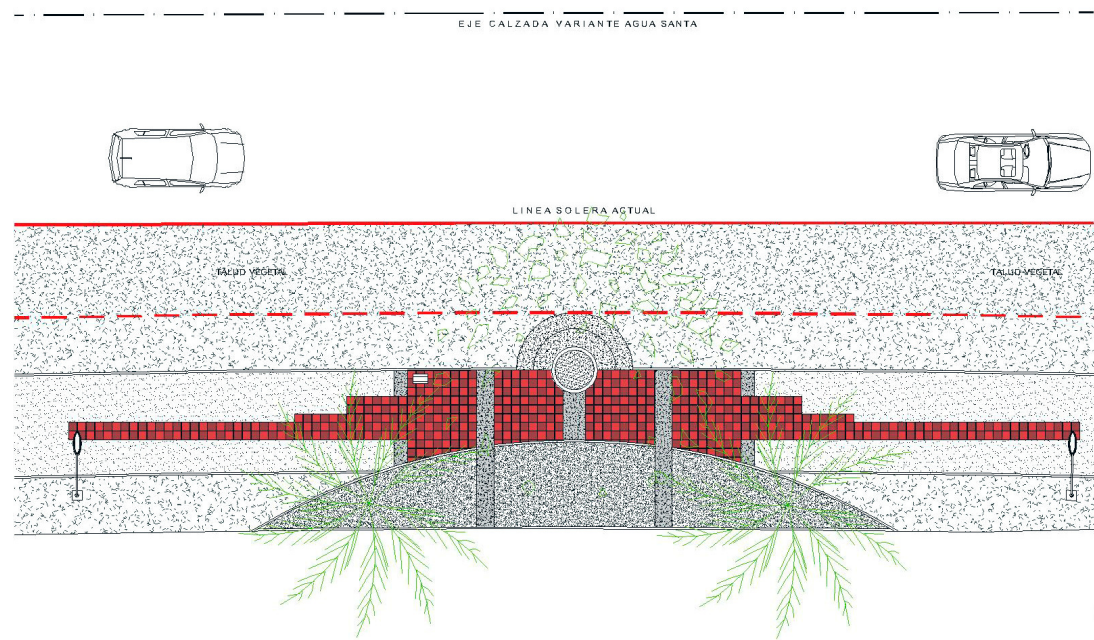 EJE CALZADA VARIANTE AGUA SANTA
LINEA SOLERA ACTUAL
TALUD VEGETAL
TALUD VEGETAL